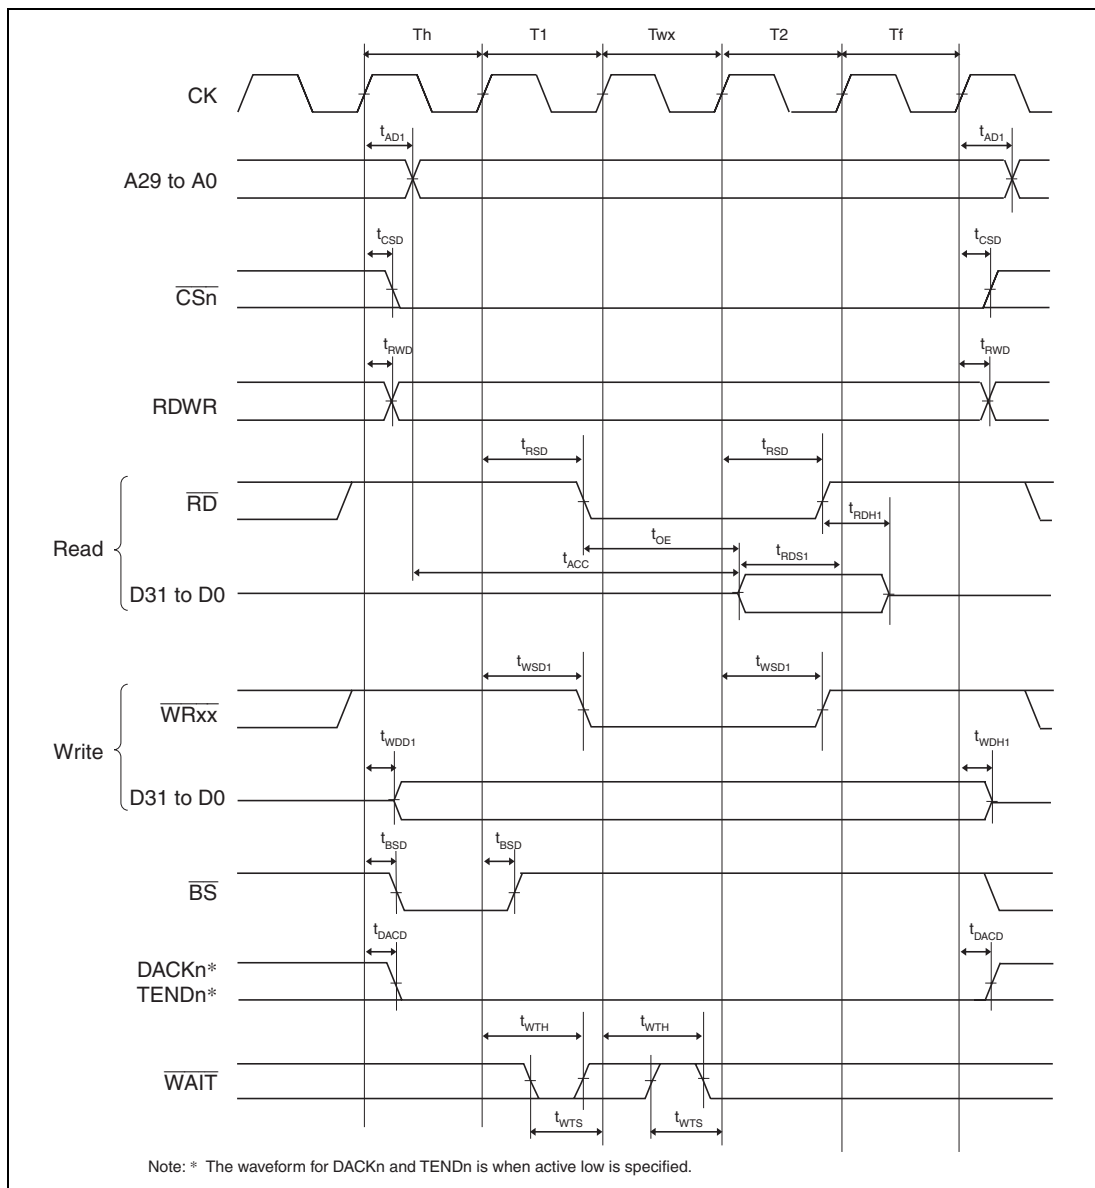 Th T1 Twx T2 Tf
CK
tAD1 tAD1
A29 to A0
tCSD tCSD
CSn
tRWD tRWD
RDWR
tRSD tRSD
RD
tRDH1
tOE
Read
tACC tRDS1
D31 to D0
tWSD1 tWSD1
WRxx
Write
tWDD1 tWDH1
D31 to D0
tBSD tBSD
BS
tDACD tDACD
DACKn*
TENDn*
tWTH tWTH
WAIT
tWTS tWTS
Note: * The waveform for DACKn and TENDn is when active low is specified.